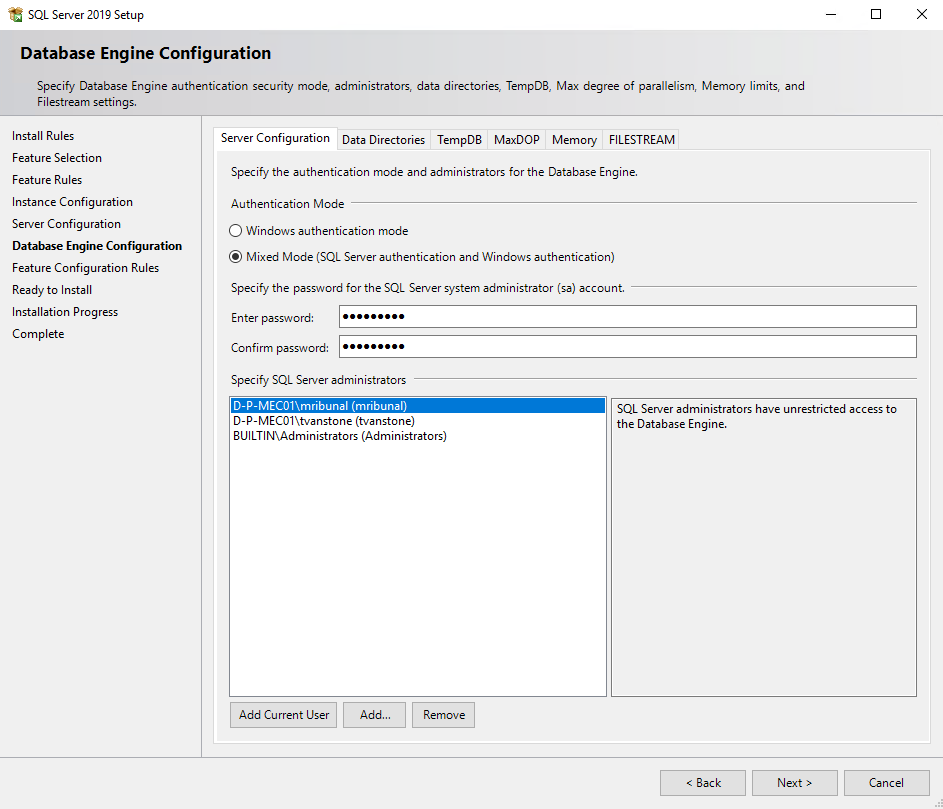 SQL Server 2019 Setup
Database Engine Configuration
Specify Database Engine authentication security mode, administrators, data directories, TempDB, Max degree of parallelism, Memory limits, and
Filestream settings.
Install Rules
Feature Selection
Feature Rules
Instance Configuration
Server Configuration
Database Engine Configuration
Feature Configuration Rules
Ready to Install
Installation Progress
Complete
Server Configuration Data Directories TempDB MaxDOP Memory FILESTREAM
Specify the authentication mode and administrators for the Database Engine.
Authentication Mode
Windows authentication mode
Mixed Mode (SQL Server authentication and Windows authentication)
Specify the password for the SQL Server system administrator (sa) account.
Enter password: ●●●●●●●●●
Confirm password: ●●●●●●●●●
Specify SQL Server administrators
D-P-MEC01\mribunal (mribunal)
D-P-MEC01\tvanstone (tvanstone)
BUILTIN\Administrators (Administrators)
SQL Server administrators have unrestricted access to
the Database Engine.
Add Current User Add... Remove
< Back Next > Cancel